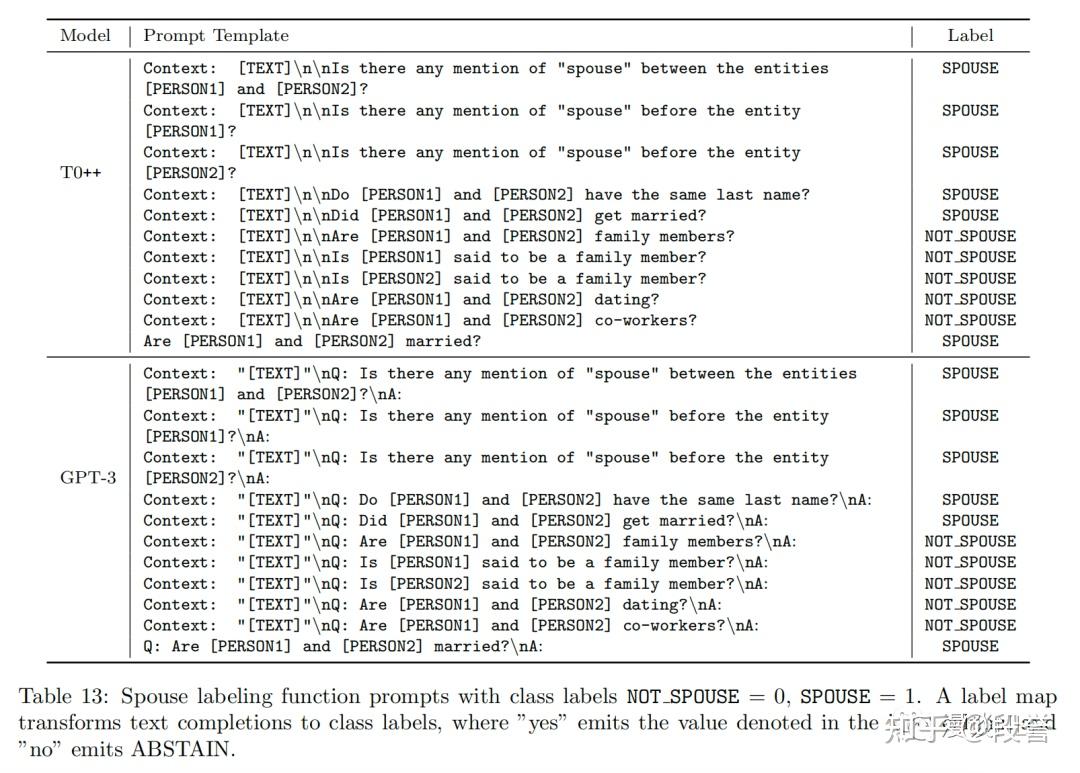 Model Prompt Template Label
Context: [TEXT]\n\nIs there any mention of "spouse" between the entities SPOUSE
[PERSON1] and [PERSON2]?
Context: [TEXT]\n\nIs there any mention of "spouse" before the entity SPOUSE
[PERSON1]?
Context: [TEXT]\n\nIs there any mention of "spouse" before the entity SPOUSE
T0++ [PERSON2]?
Context: [TEXT]\n\nDo [PERSON1] and [PERSON2] have the same last name? SPOUSE
Context: [TEXT]\n\nDid [PERSON1] and [PERSON2] get married? SPOUSE
Context: [TEXT]\n\nAre [PERSON1] and [PERSON2] family members? NOT_SPOUSE
Context: [TEXT]\n\nIs [PERSON1] said to be a family member? NOT_SPOUSE
Context: [TEXT]\n\nIs [PERSON2] said to be a family member? NOT_SPOUSE
Context: [TEXT]\n\nAre [PERSON1] and [PERSON2] dating? NOT_SPOUSE
Context: [TEXT]\n\nAre [PERSON1] and [PERSON2] co-workers? NOT_SPOUSE
Are [PERSON1] and [PERSON2] married? SPOUSE
Context: "[TEXT]"\nQ: Is there any mention of "spouse" between the entities SPOUSE
[PERSON1] and [PERSON2]?\nA:
Context: "[TEXT]"\nQ: Is there any mention of "spouse" before the entity SPOUSE
[PERSON1]?\nA:
Context: "[TEXT]"\nQ: Is there any mention of "spouse" before the entity SPOUSE
GPT-3 [PERSON2]?\nA:
Context: "[TEXT]"\nQ: Do [PERSON1] and [PERSON2] have the same last name?\nA: SPOUSE
Context: "[TEXT]"\nQ: Did [PERSON1] and [PERSON2] get married?\nA: SPOUSE
Context: "[TEXT]"\nQ: Are [PERSON1] and [PERSON2] family members?\nA: NOT_SPOUSE
Context: "[TEXT]"\nQ: Is [PERSON1] said to be a family member?\nA: NOT_SPOUSE
Context: "[TEXT]"\nQ: Is [PERSON2] said to be a family member?\nA: NOT_SPOUSE
Context: "[TEXT]"\nQ: Are [PERSON1] and [PERSON2] dating?\nA: NOT_SPOUSE
Context: "[TEXT]"\nQ: Are [PERSON1] and [PERSON2] co-workers?\nA: NOT_SPOUSE
Q: Are [PERSON1] and [PERSON2] married?\nA: SPOUSE
Table 13: Spouse labeling function prompts with class labels NOT_SPOUSE = 0, SPOUSE = 1. A label map
transforms text completions to class labels, where "yes" emits the value denoted in the and
"no" emits ABSTAIN.
知乎 @段誉